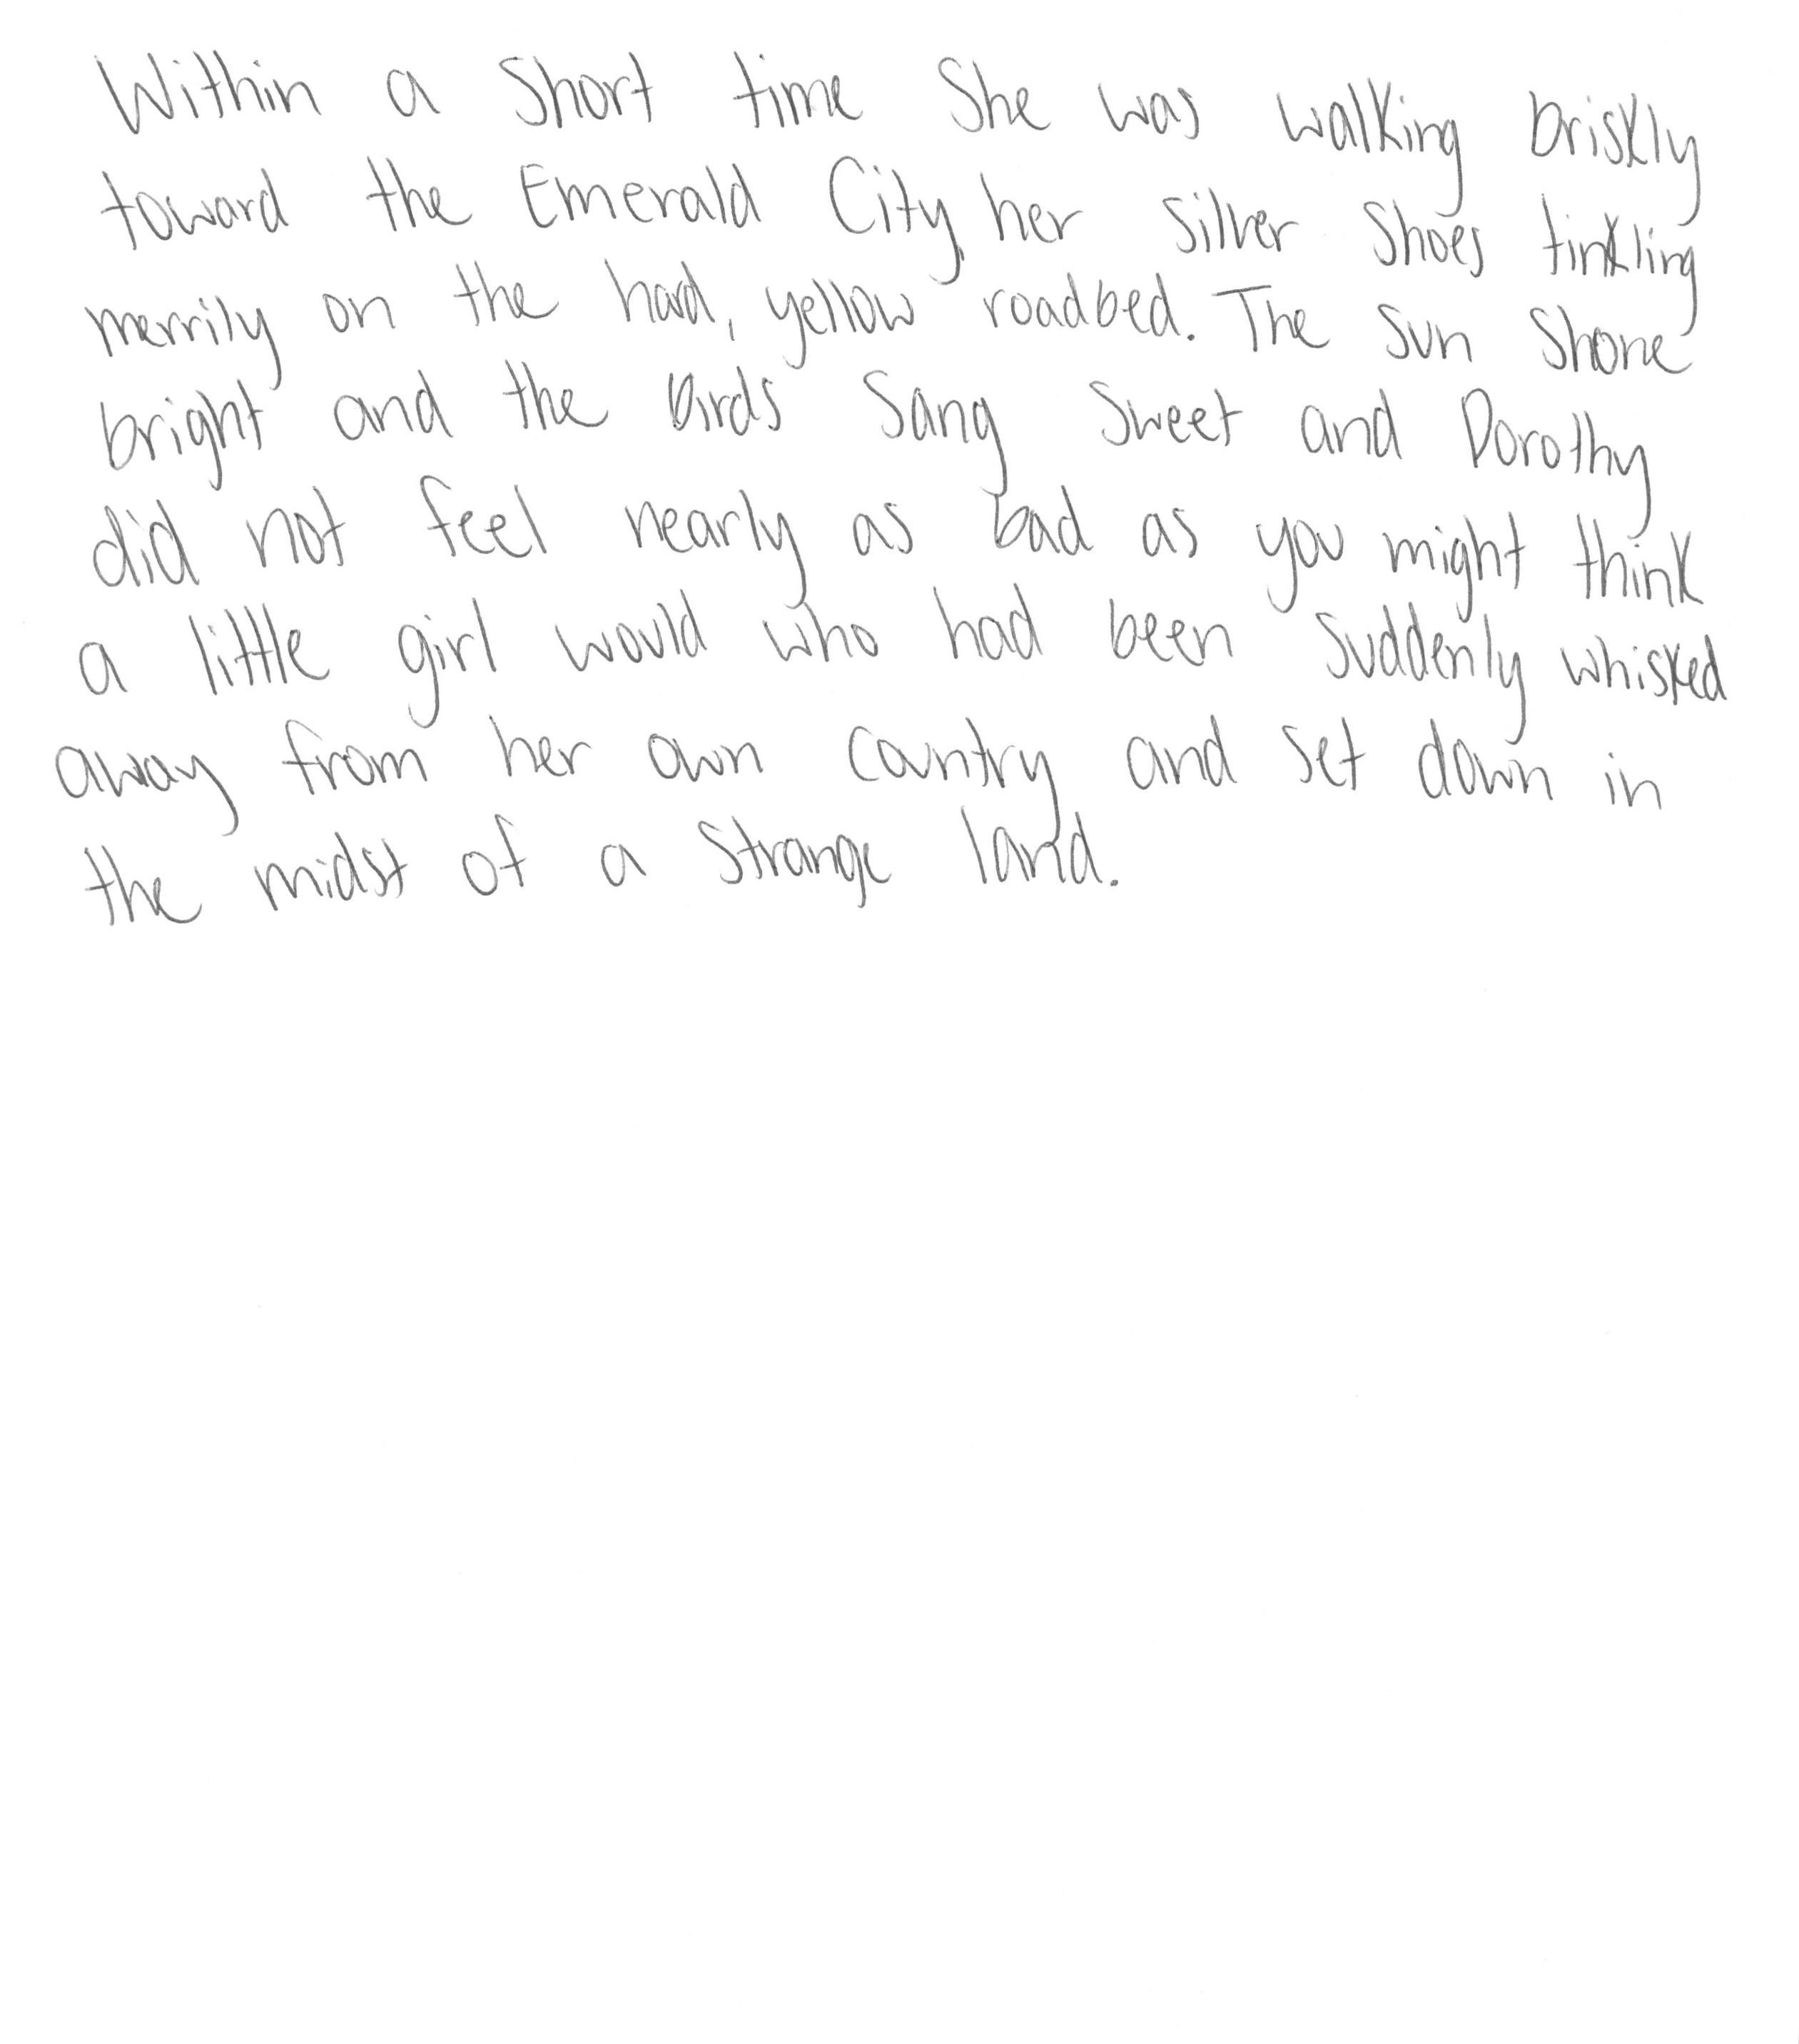 Within a short time she was walking briskly
toward the Emerald City, her silver shoes tinkling
merrily on the hard, yellow roadbed. The sun shone
bright and the birds sang sweet and Dorothy
did not feel nearly as bad as you might think
a little girl would who had been suddenly whisked
away from her own country and set down in
the midst of a strange land.